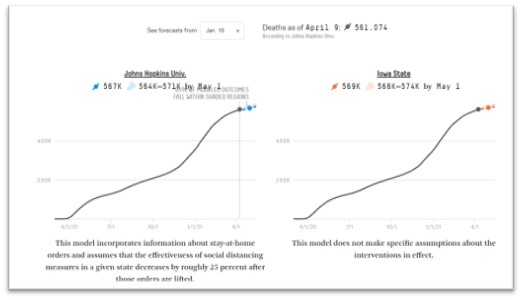 See forecasts from Jan 18
Deaths as of April 9: 561,074
According to Johns Hopkins Univ.
Johns Hopkins Univ.
567K 564K–571K by May 1
OUTCOMES
FALL WITHIN SHADED REGIONS
400K
200K
4/1/20 7/1 10/1 1/1/21 4/1
This model incorporates information about stay-at-home
orders and assumes that the effectiveness of social distancing
measures in a given state decreases by roughly 25 percent after
those orders are lifted.
Iowa State
569K 566K–574K by May 1
400K
200K
4/1/20 7/1 10/1 1/1/21 4/1
This model does not make specific assumptions about the
interventions in effect.